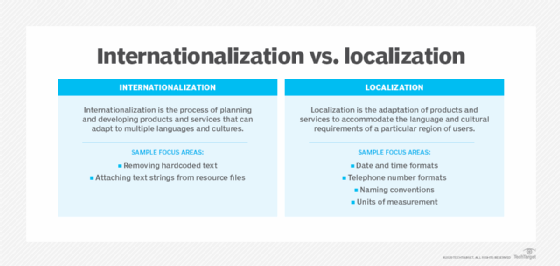 Internationalization vs. localization
INTERNATIONALIZATION
Internationalization is the process of planning
and developing products and services that can
adapt to multiple languages and cultures.
SAMPLE FOCUS AREAS:
■ Removing hardcoded text
■ Attaching text strings from resource files
LOCALIZATION
Localization is the adaptation of products and
services to accommodate the language and cultural
requirements of a particular region of users.
SAMPLE FOCUS AREAS:
■ Date and time formats
■ Telephone number formats
■ Naming conventions
■ Units of measurement
TechTarget